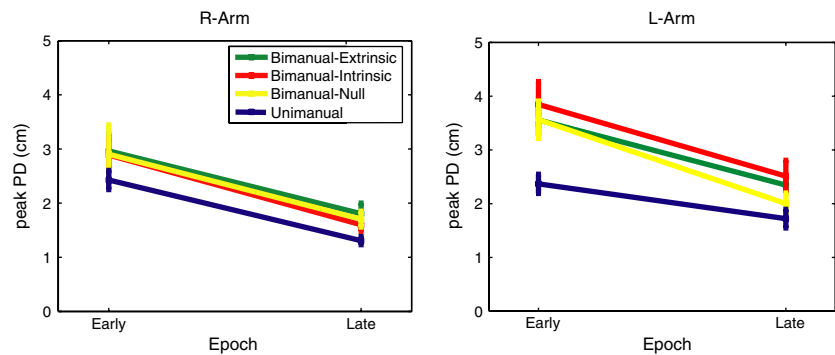 R-Arm
5
4
3
2
1
0
peak PD (cm)
Bimanual-Extrinsic
Bimanual-Intrinsic
Bimanual-Null
Unimanual
Early
Late
Epoch
L-Arm
5
4
3
2
1
0
peak PD (cm)
Early
Late
Epoch